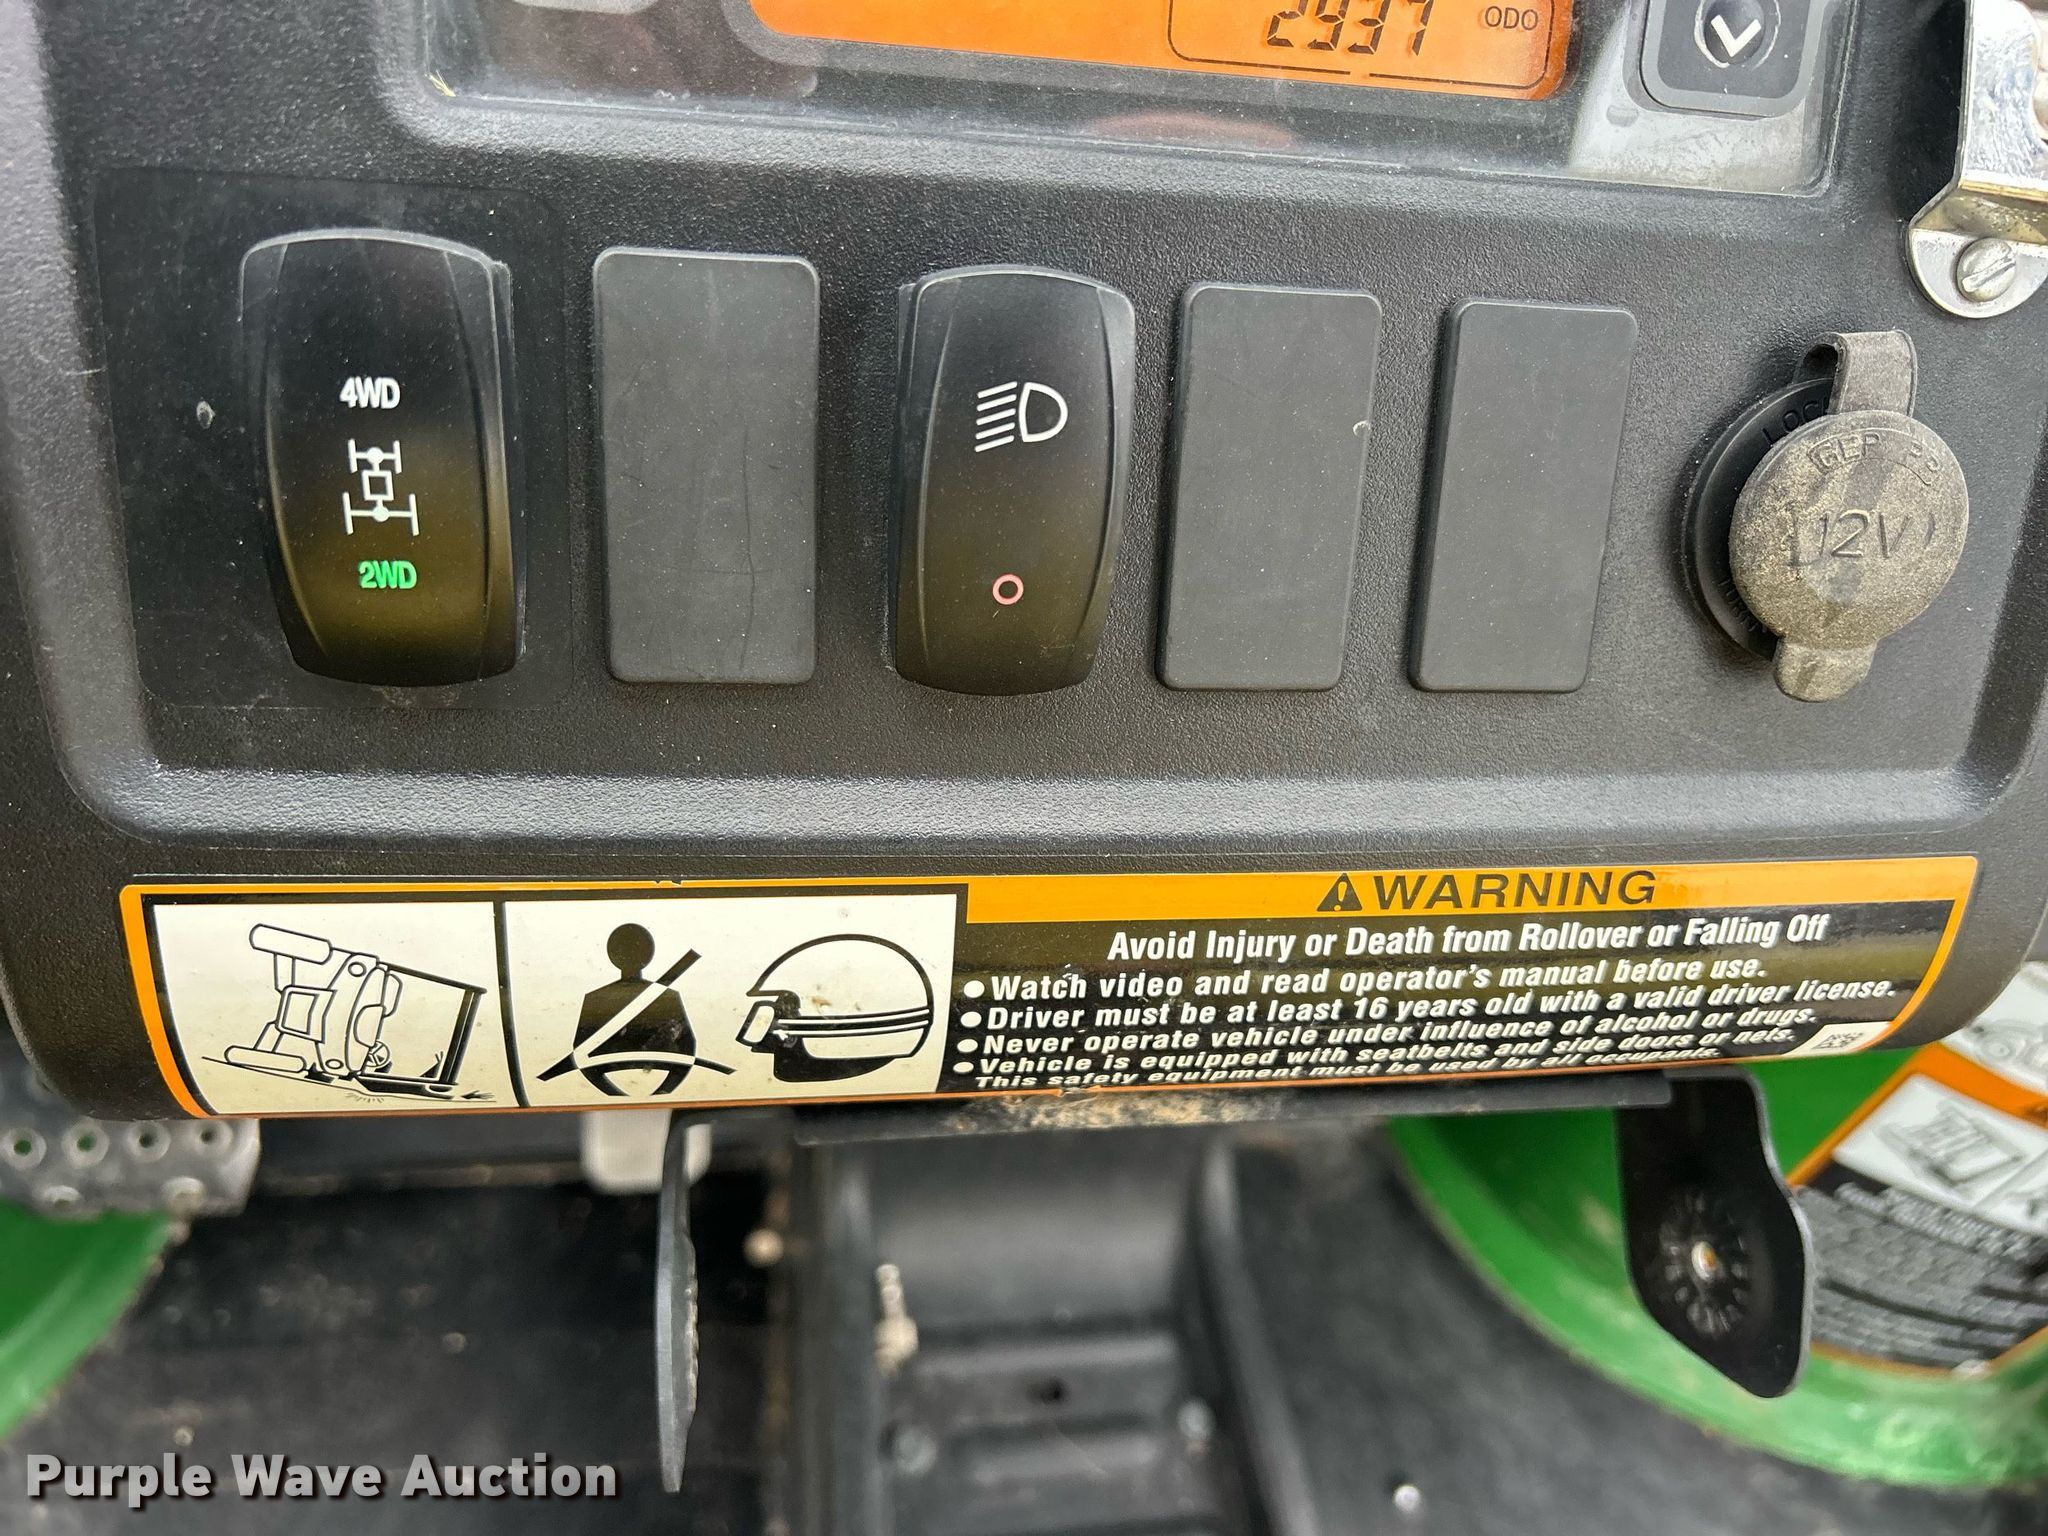 2937 ODO
4WD
2WD
LOCK
12V
WARNING
Avoid Injury or Death from Rollover or Falling Off
● Watch video and read operator's manual before use.
● Driver must be at least 16 years old with a valid driver license.
● Never operate vehicle under influence of alcohol or drugs.
● Vehicle is equipped with seatbelts and side doors or nets.
This safety equipment must be used by all occupants.
Purple Wave Auction